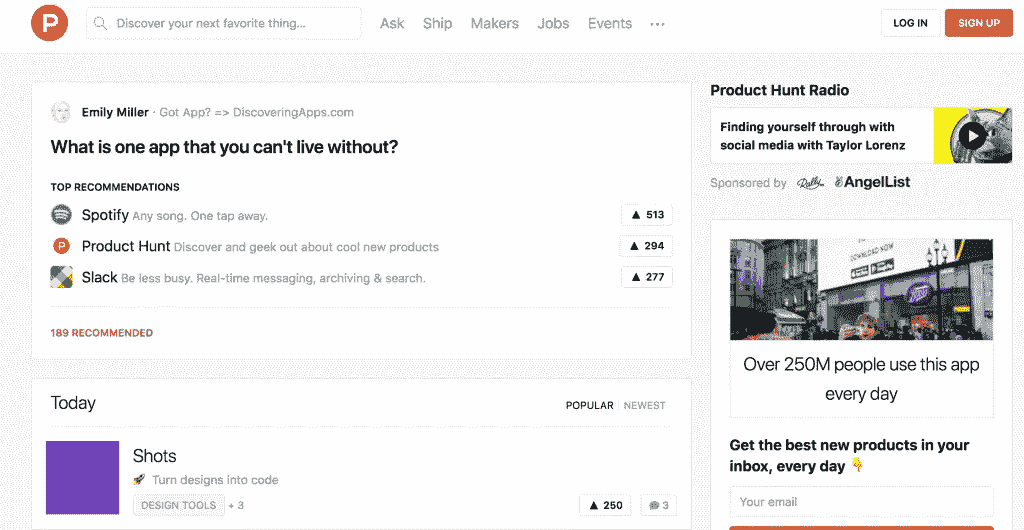 P
Discover your next favorite thing...
Ask Ship Makers Jobs Events ...
LOG IN
SIGN UP
Emily Miller · Got App? => DiscoveringApps.com
What is one app that you can't live without?
TOP RECOMMENDATIONS
Spotify Any song. One tap away.
▲ 513
P Product Hunt Discover and geek out about cool new products
▲ 294
Slack Be less busy. Real-time messaging, archiving & search.
▲ 277
189 RECOMMENDED
Today
POPULAR | NEWEST
Shots
🚀 Turn designs into code
DESIGN TOOLS + 3
▲ 250
3
Product Hunt Radio
Finding yourself through with
social media with Taylor Lorenz
Sponsored by Rally AngelList
DOWNLOAD NOW
Over 250M people use this app
every day
Get the best new products in your
inbox, every day 👇
Your email